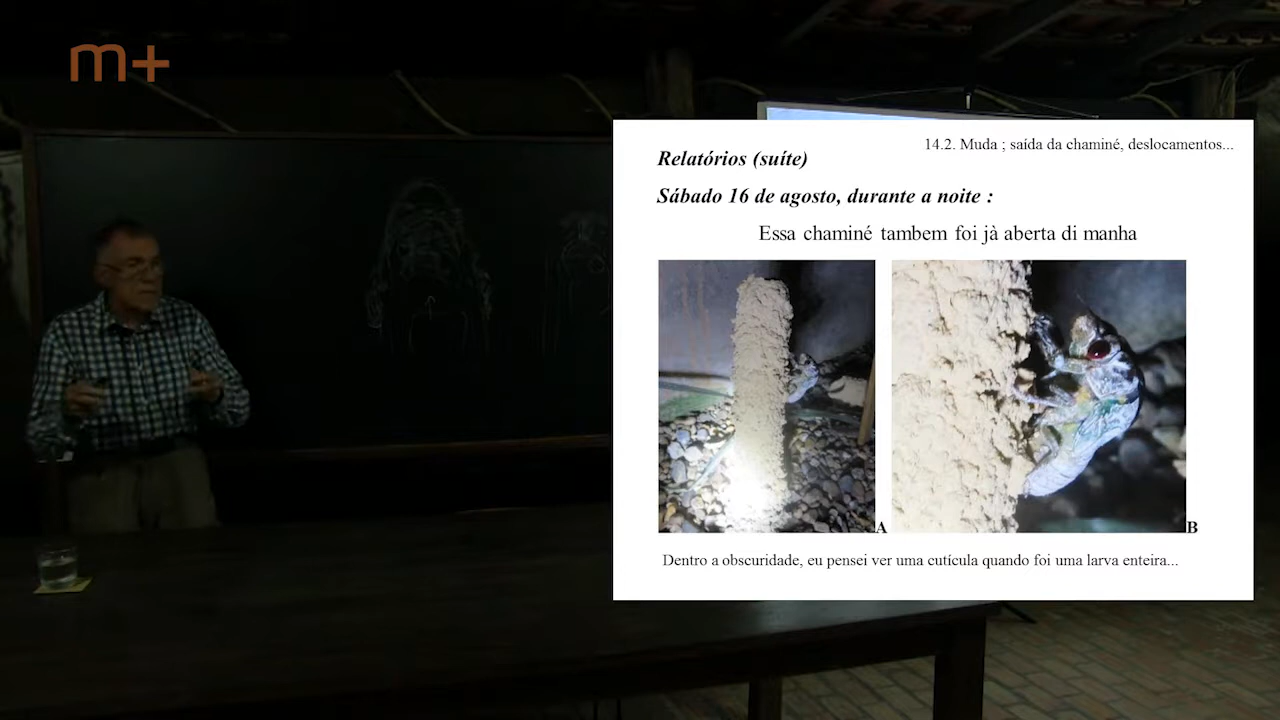 m+
14.2. Muda ; saída da chaminé, deslocamentos...
Relatórios (suíte)
Sábado 16 de agosto, durante a noite :
Essa chaminé tambem foi jà aberta di manha
A
B
Dentro a obscuridade, eu pensei ver uma cutícula quando foi uma larva enteira...